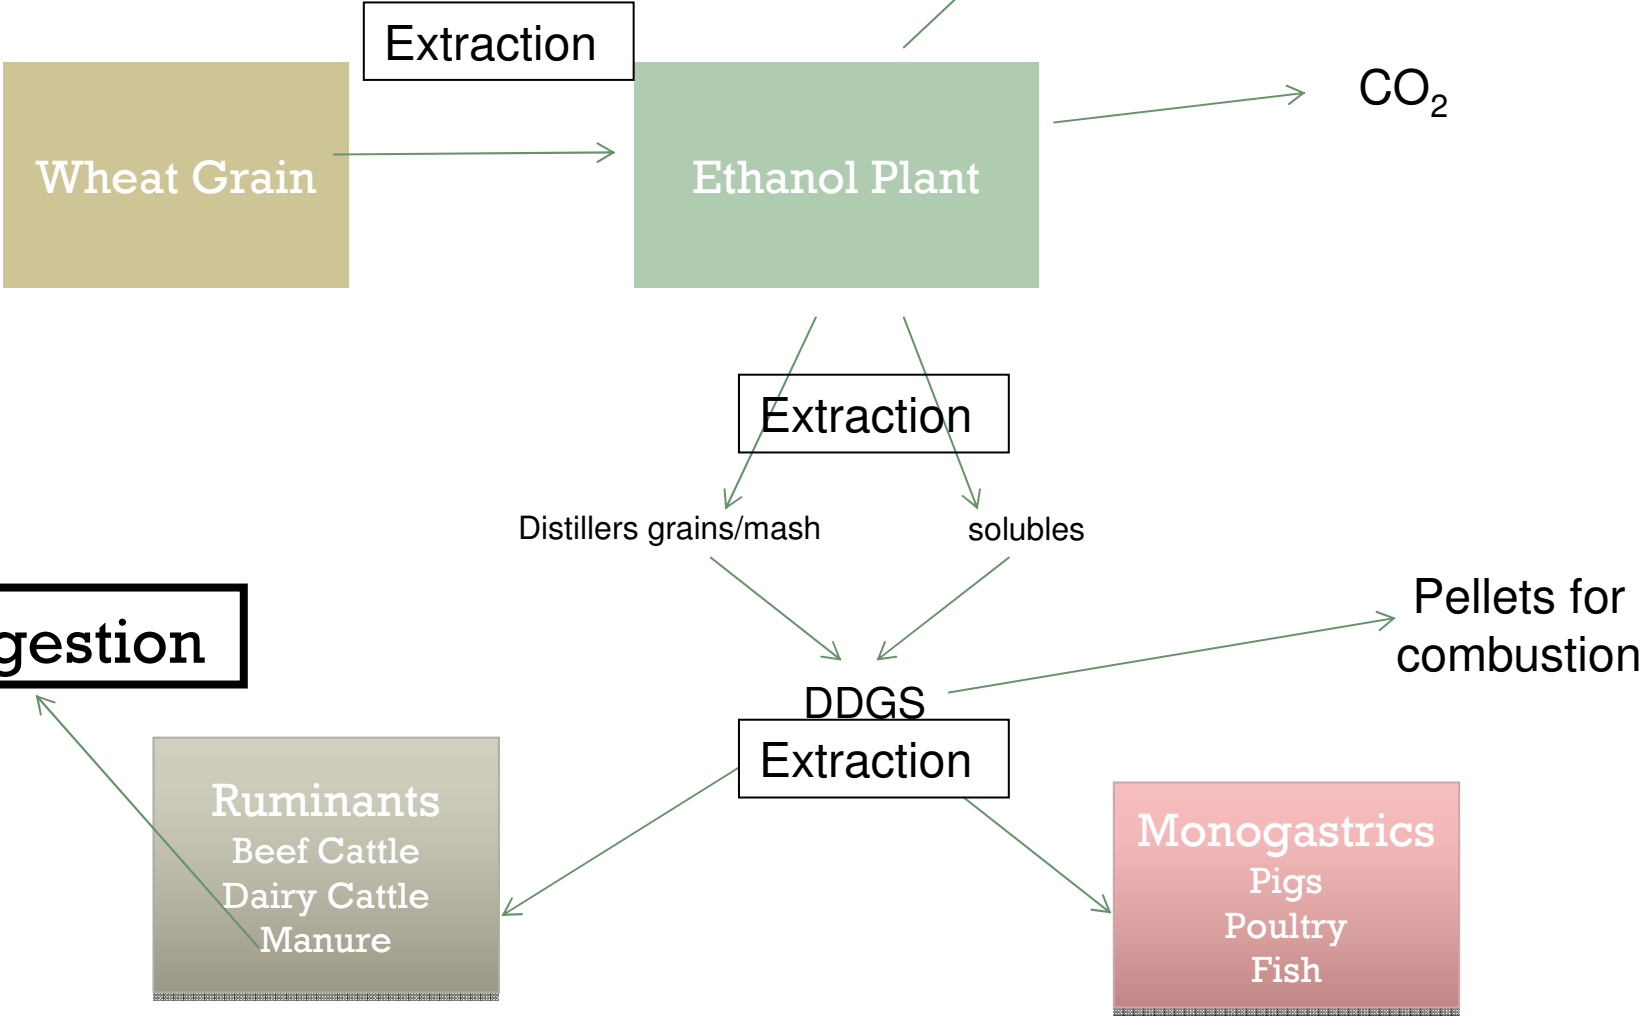 Extraction
CO₂
Wheat Grain
Ethanol Plant
Extraction
Distillers grains/mash
solubles
Pellets for
combustion
gestion
DDGS
Extraction
Ruminants
Beef Cattle
Dairy Cattle
Manure
Monogastrics
Pigs
Poultry
Fish